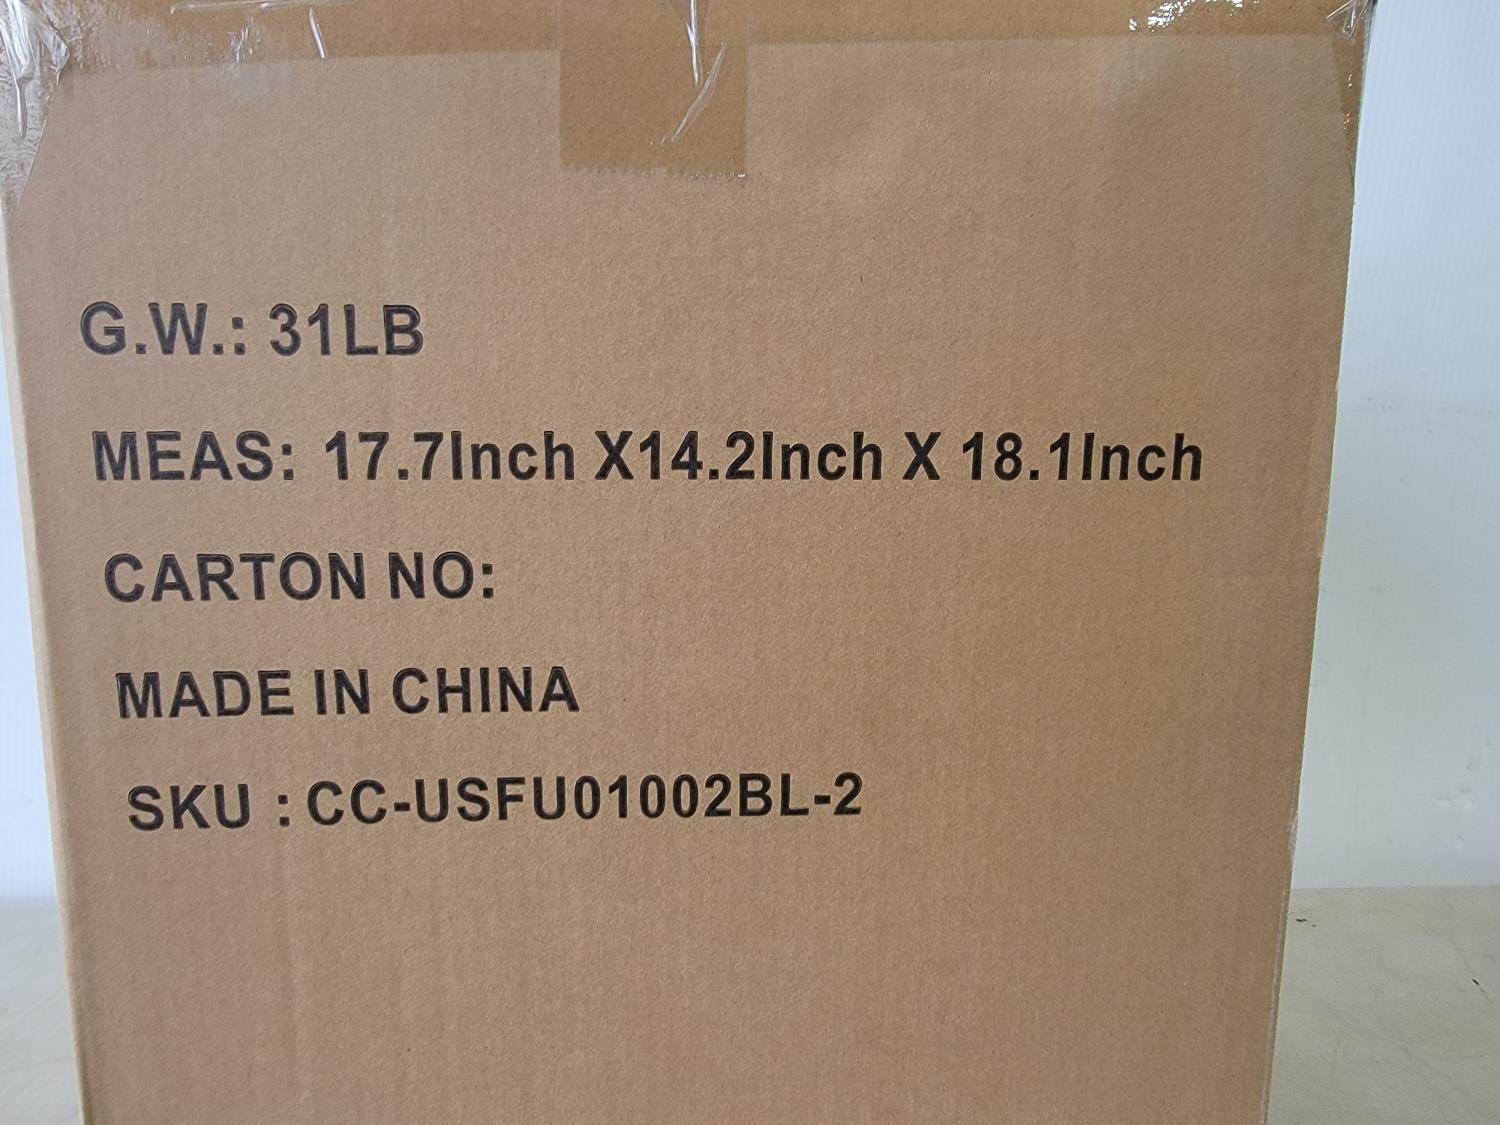 G.W.: 31LB
MEAS: 17.7Inch X14.2Inch X 18.1Inch
CARTON NO:
MADE IN CHINA
SKU : CC-USFU01002BL-2